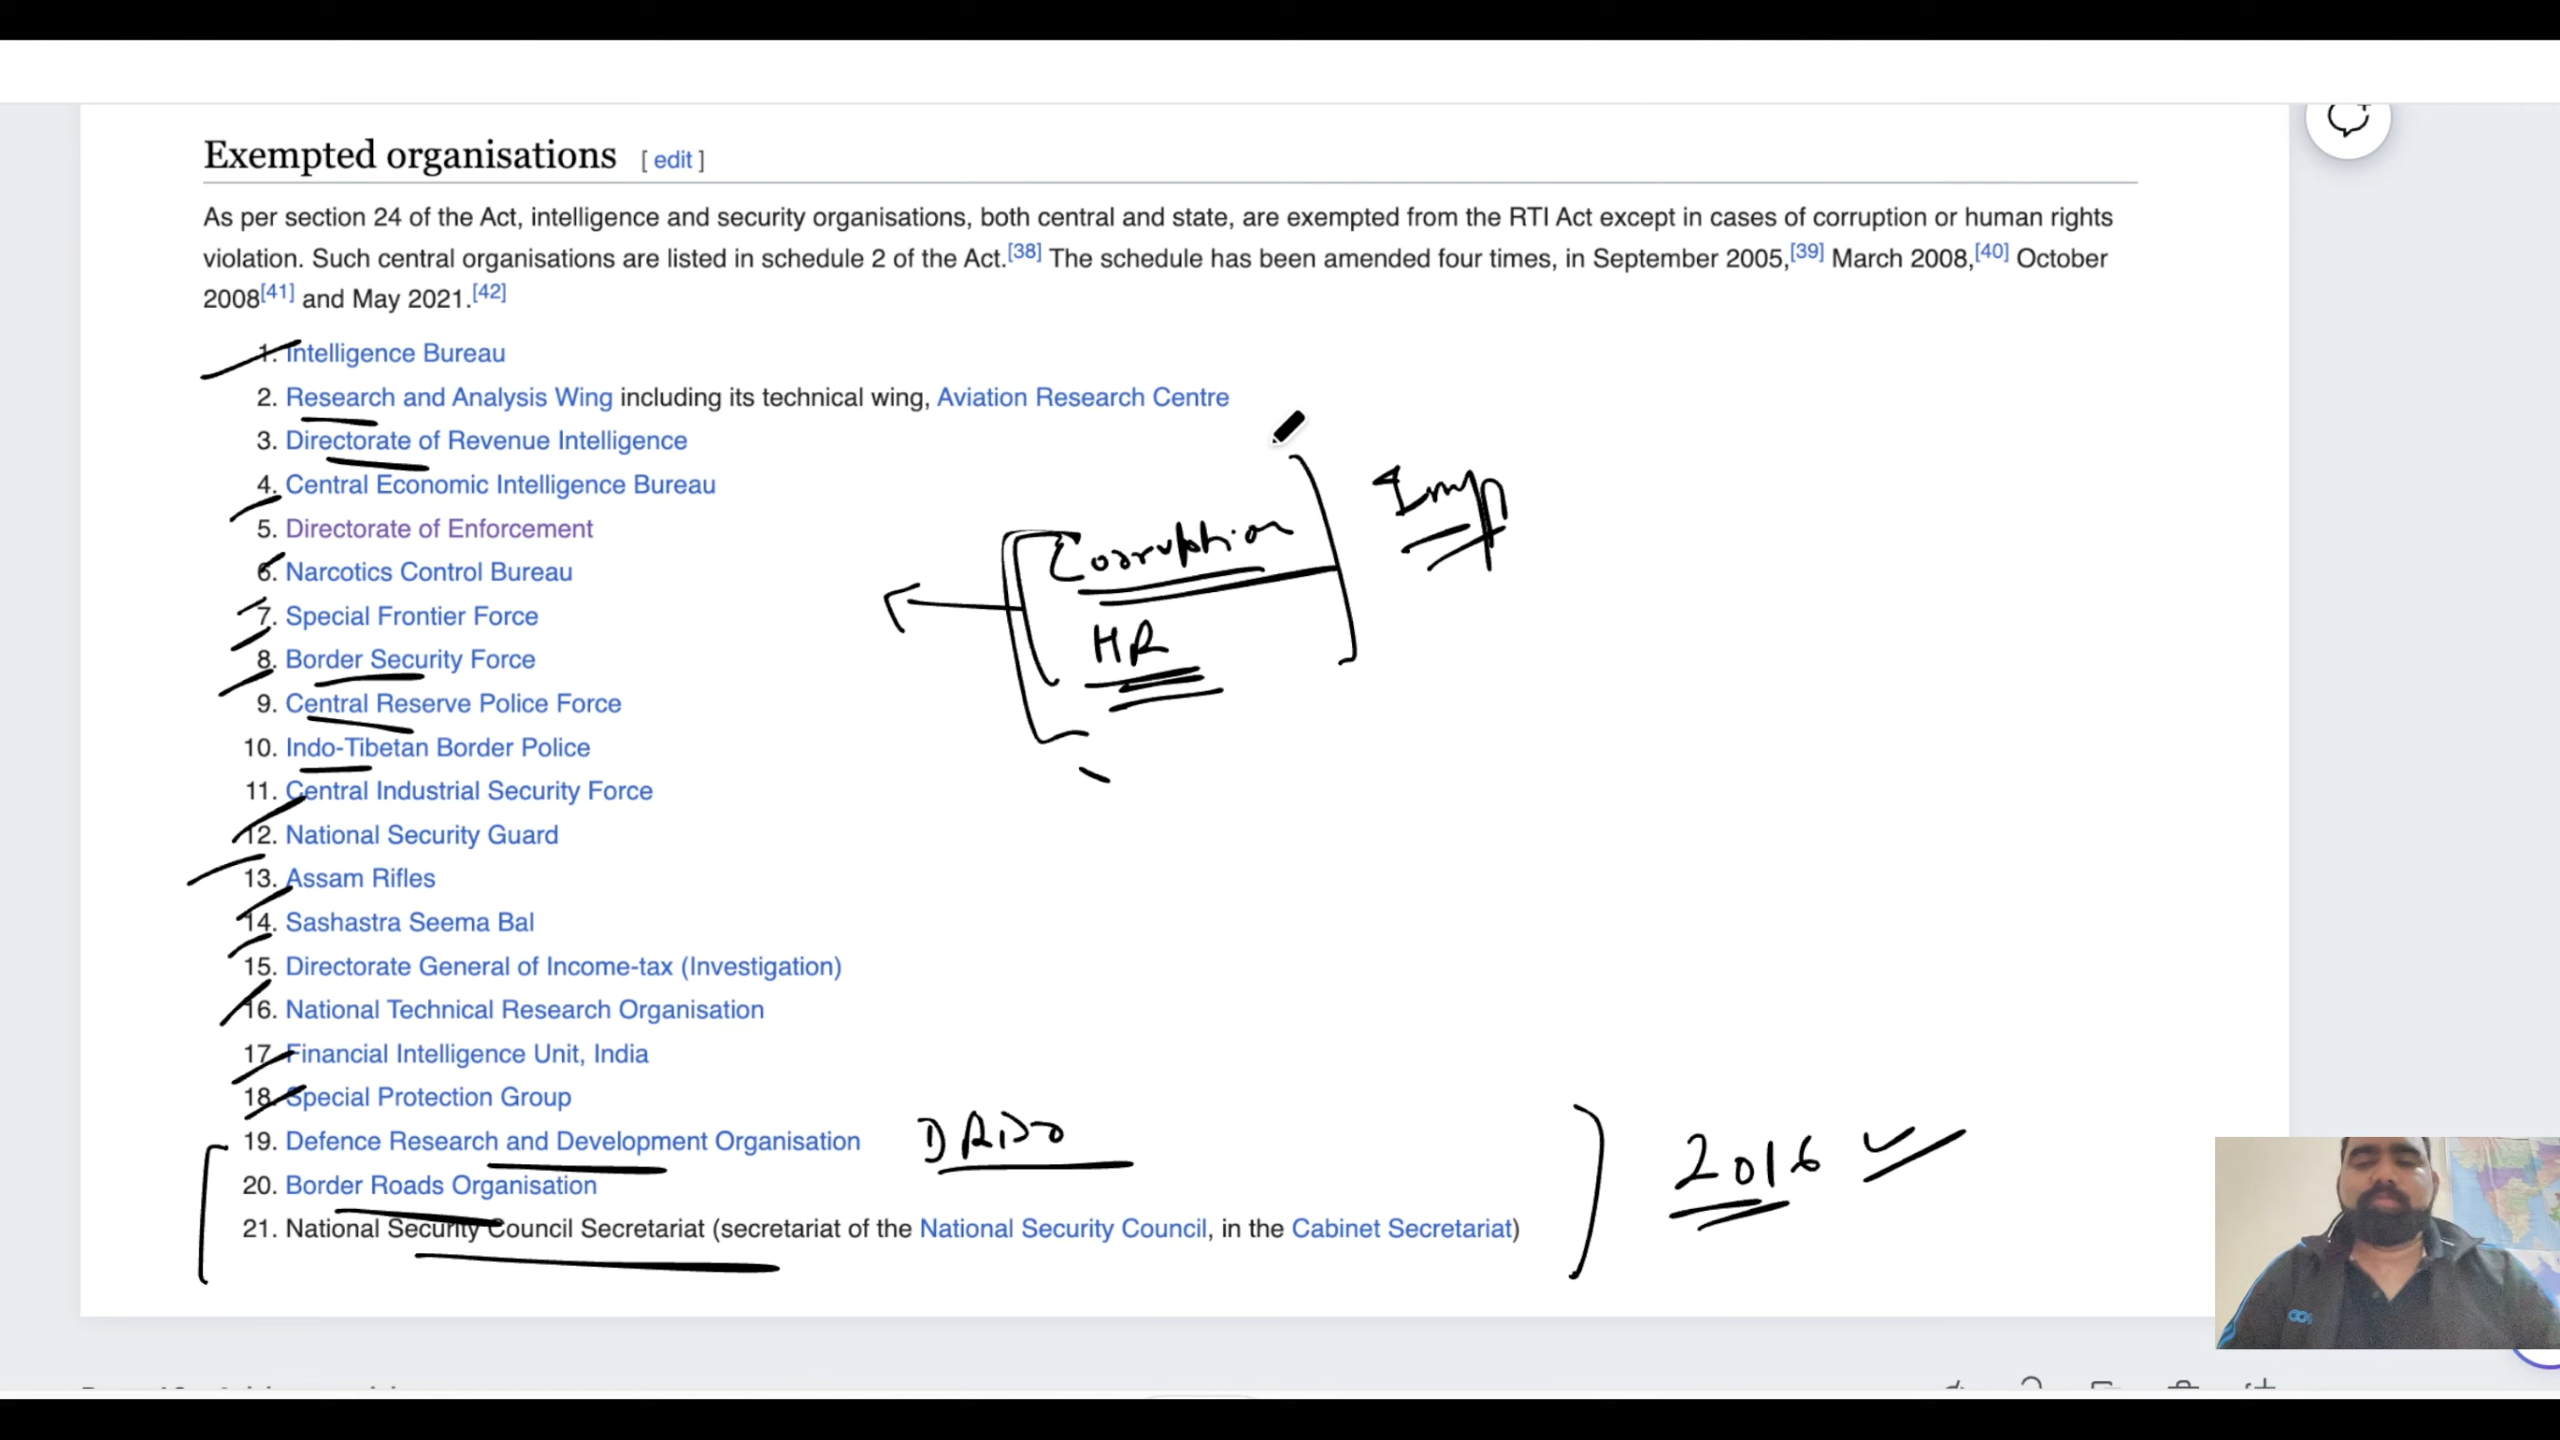 Exempted organisations [ edit ]
As per section 24 of the Act, intelligence and security organisations, both central and state, are exempted from the RTI Act except in cases of corruption or human rights
violation. Such central organisations are listed in schedule 2 of the Act.[38] The schedule has been amended four times, in September 2005,[39] March 2008,[40] October
2008[41] and May 2021.[42]
1. Intelligence Bureau
2. Research and Analysis Wing including its technical wing, Aviation Research Centre
3. Directorate of Revenue Intelligence
4. Central Economic Intelligence Bureau
Imp
5. Directorate of Enforcement
Corruption
6. Narcotics Control Bureau
7. Special Frontier Force
HR
8. Border Security Force
9. Central Reserve Police Force
10. Indo-Tibetan Border Police
11. Central Industrial Security Force
12. National Security Guard
13. Assam Rifles
14. Sashastra Seema Bal
15. Directorate General of Income-tax (Investigation)
16. National Technical Research Organisation
17. Financial Intelligence Unit, India
18. Special Protection Group
19. Defence Research and Development Organisation DRDO
2016
20. Border Roads Organisation
21. National Security Council Secretariat (secretariat of the National Security Council, in the Cabinet Secretariat)